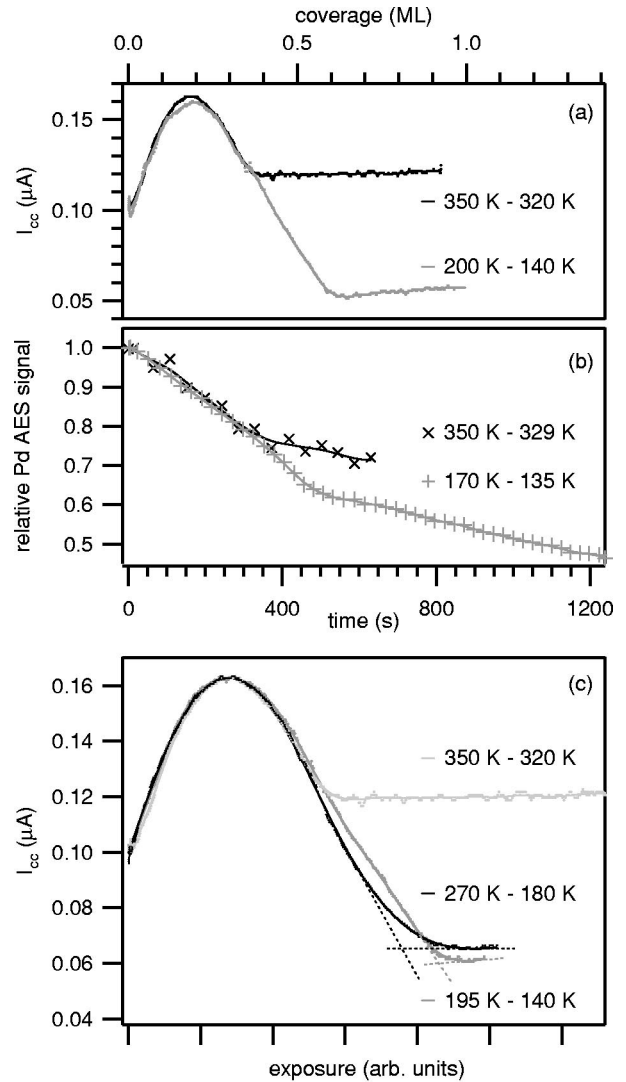 coverage (ML)
0.0 0.5 1.0
(a)
0.15
0.10
0.05
I_cc (μA)
– 350 K - 320 K
– 200 K - 140 K
(b)
1.0
0.9
0.8
0.7
0.6
0.5
relative Pd AES signal
× 350 K - 329 K
+ 170 K - 135 K
0 400 800 1200
time (s)
(c)
0.16
0.14
0.12
0.10
0.08
0.06
0.04
I_cc (μA)
– 350 K - 320 K
– 270 K - 180 K
– 195 K - 140 K
exposure (arb. units)